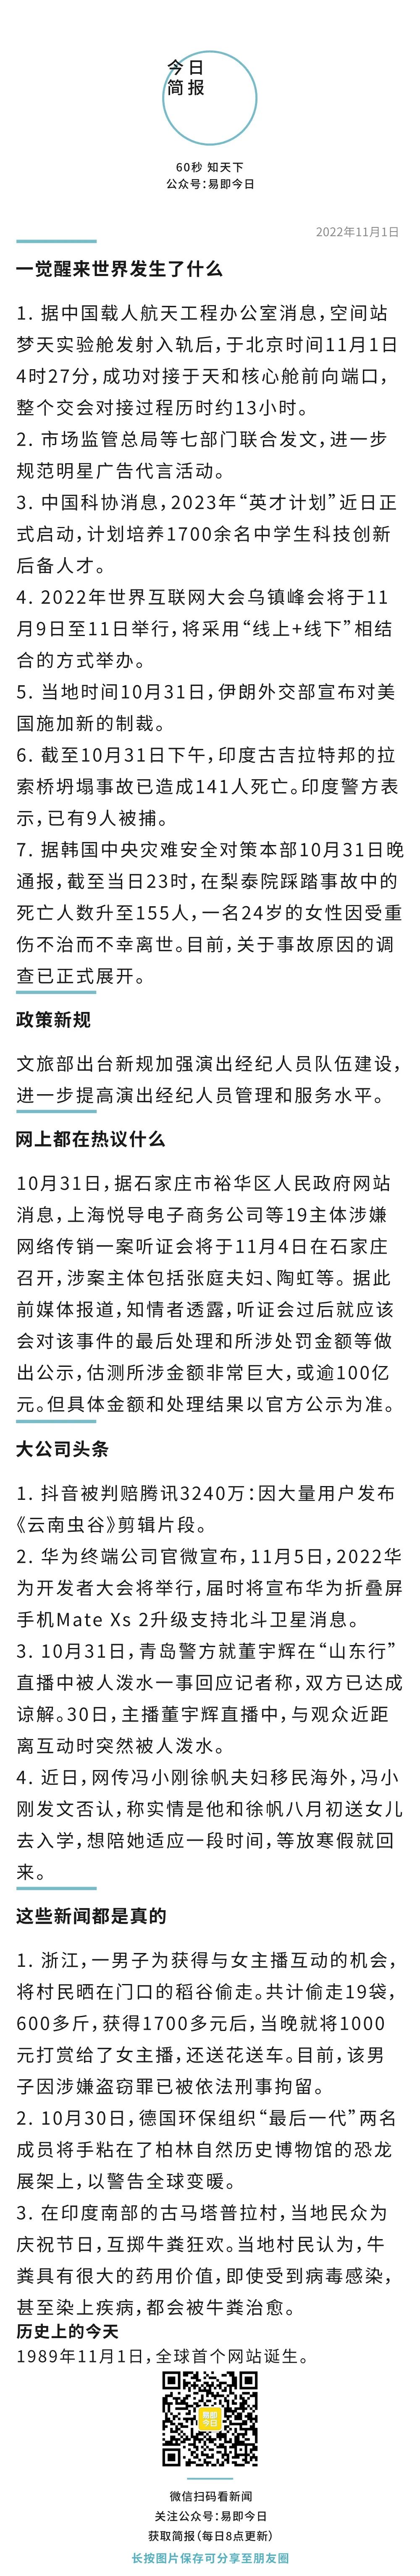 今日
简报
60秒 知天下
公众号：易即今日
2022年11月1日
一觉醒来世界发生了什么
1. 据中国载人航天工程办公室消息，空间站
梦天实验舱发射入轨后，于北京时间11月1日
4时27分，成功对接于天和核心舱前向端口，
整个交会对接过程历时约13小时。
2. 市场监管总局等七部门联合发文，进一步
规范明星广告代言活动。
3. 中国科协消息，2023年“英才计划”近日正
式启动，计划培养1700余名中学生科技创新
后备人才。
4. 2022年世界互联网大会乌镇峰会将于11
月9日至11日举行，将采用“线上+线下”相结
合的方式举办。
5. 当地时间10月31日，伊朗外交部宣布对美
国施加新的制裁。
6. 截至10月31日下午，印度古吉拉特邦的拉
索桥坍塌事故已造成141人死亡。印度警方表
示，已有9人被捕。
7. 据韩国中央灾难安全对策本部10月31日晚
通报，截至当日23时，在梨泰院踩踏事故中的
死亡人数升至155人，一名24岁的女性因受重
伤不治而不幸离世。目前，关于事故原因的调
查已正式展开。
政策新规
文旅部出台新规加强演出经纪人员队伍建设，
进一步提高演出经纪人员管理和服务水平。
网上都在热议什么
10月31日，据石家庄市裕华区人民政府网站
消息，上海悦导电子商务公司等19主体涉嫌
网络传销一案听证会将于11月4日在石家庄
召开，涉案主体包括张庭夫妇、陶虹等。据此
前媒体报道，知情者透露，听证会过后就应该
会对该事件的最后处理和所涉处罚金额等做
出公示，估测所涉金额非常巨大，或逾100亿
元。但具体金额和处理结果以官方公示为准。
大公司头条
1. 抖音被判赔腾讯3240万：因大量用户发布
《云南虫谷》剪辑片段。
2. 华为终端公司官微宣布，11月5日，2022华
为开发者大会将举行，届时将宣布华为折叠屏
手机Mate Xs 2升级支持北斗卫星消息。
3. 10月31日，青岛警方就董宇辉在“山东行”
直播中被人泼水一事回应记者称，双方已达成
谅解。30日，主播董宇辉直播中，与观众近距
离互动时突然被人泼水。
4. 近日，网传冯小刚徐帆夫妇移民海外，冯小
刚发文否认，称实情是他和徐帆八月初送女儿
去入学，想陪她适应一段时间，等放寒假就回
来。
这些新闻都是真的
1. 浙江，一男子为获得与女主播互动的机会，
将村民晒在门口的稻谷偷走。共计偷走19袋，
600多斤，获得1700多元后，当晚就将1000
元打赏给了女主播，还送花送车。目前，该男
子因涉嫌盗窃罪已被依法刑事拘留。
2. 10月30日，德国环保组织“最后一代”两名
成员将手粘在了柏林自然历史博物馆的恐龙
展架上，以警告全球变暖。
3. 在印度南部的古马塔普拉村，当地民众为
庆祝节日，互掷牛粪狂欢。当地村民认为，牛
粪具有很大的药用价值，即使受到病毒感染，
甚至染上疾病，都会被牛粪治愈。
历史上的今天
1989年11月1日，全球首个网站诞生。
易即
今日
微信扫码看新闻
关注公众号：易即今日
获取简报（每日8点更新）
长按图片保存可分享至朋友圈